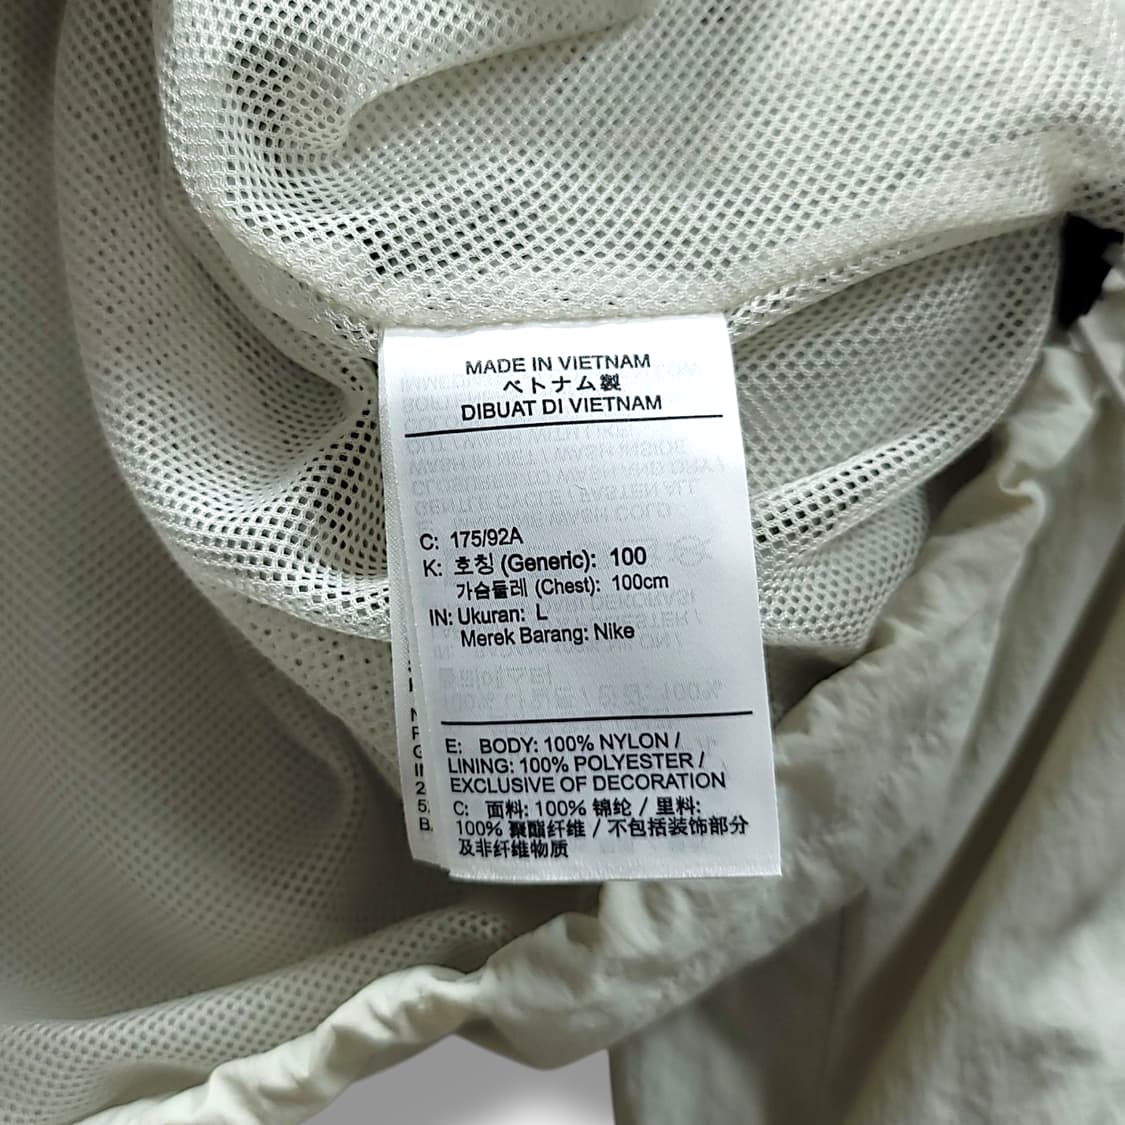 MADE IN VIETNAM
ベトナム製
DIBUAT DI VIETNAM
C: 175/92A
K: 호칭 (Generic): 100
가슴둘레 (Chest): 100cm
IN: Ukuran: L
Merek Barang: Nike
E: BODY: 100% NYLON /
LINING: 100% POLYESTER /
EXCLUSIVE OF DECORATION
C: 面料: 100% 锦纶 / 里料:
100% 聚酯纤维 / 不包括装饰部分
及非纤维物质